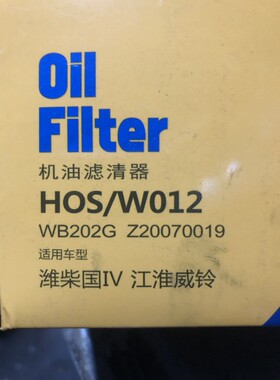 Oil
Filter
机油滤清器
HOS/W012
WB202G Z20070019
适用车型
潍柴国IV 江淮威铃